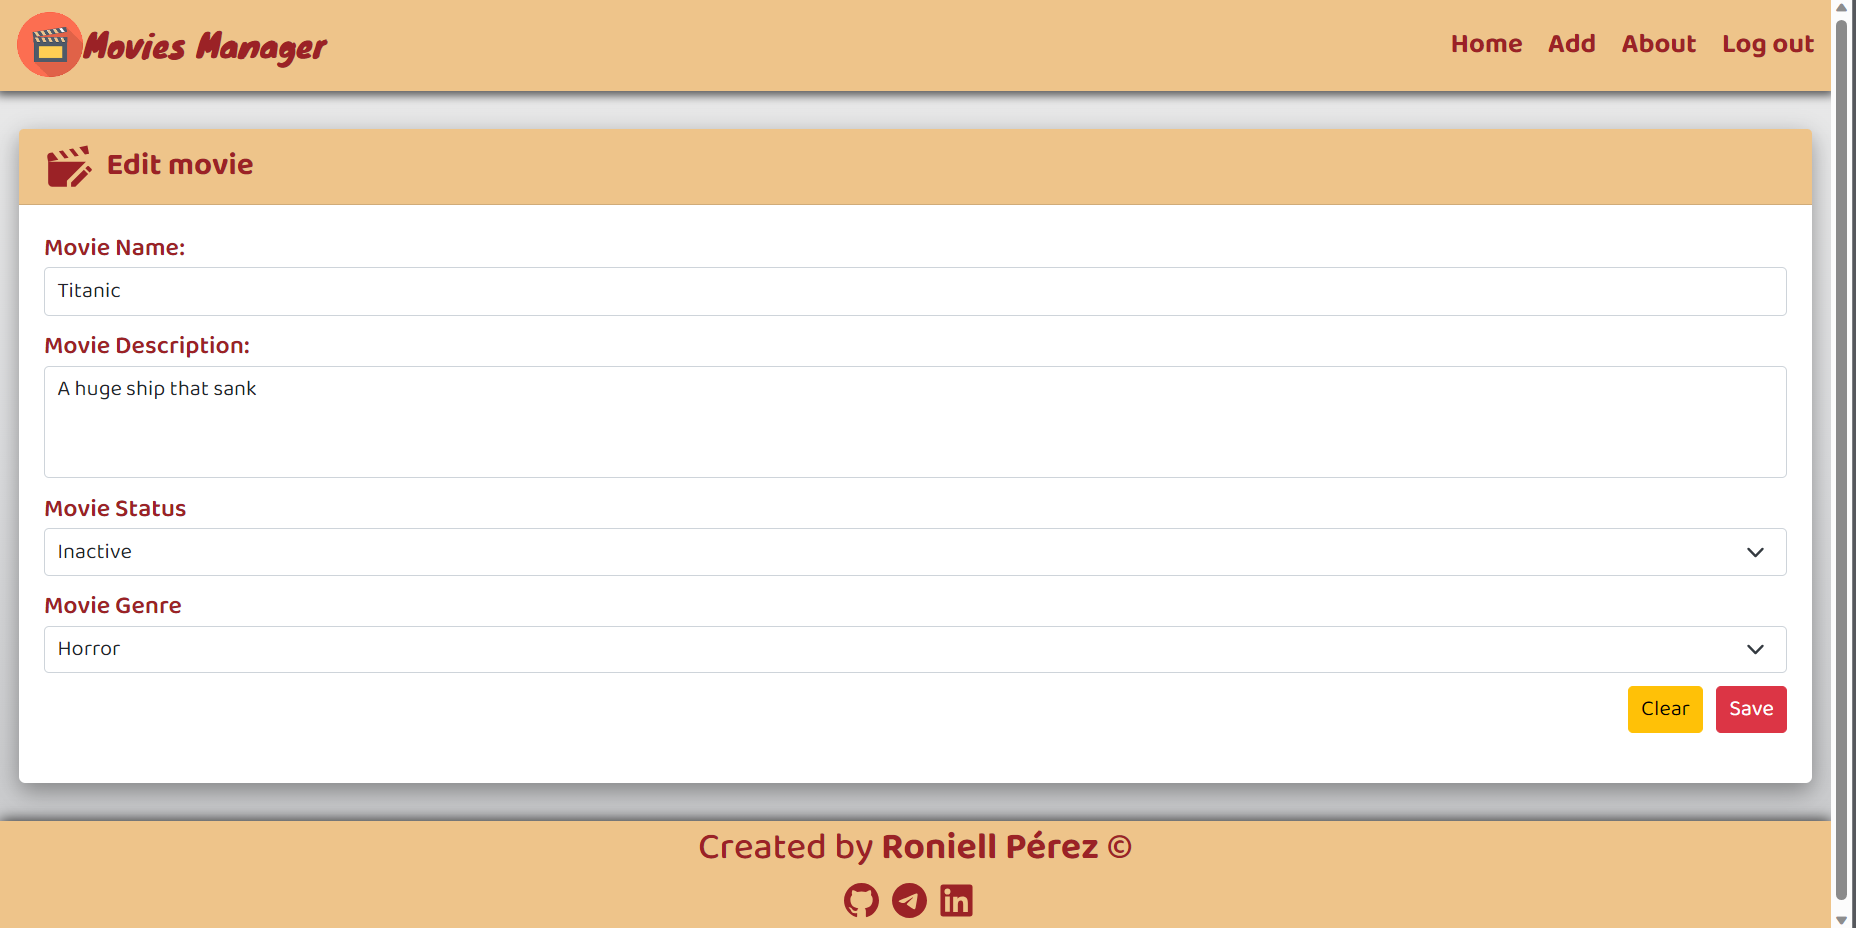 Movies Manager
Home Add About Log out
Edit movie
Movie Name:
Titanic
Movie Description:
A huge ship that sank
Movie Status
Inactive
Movie Genre
Horror
Clear Save
Created by Roniell Pérez ©
in